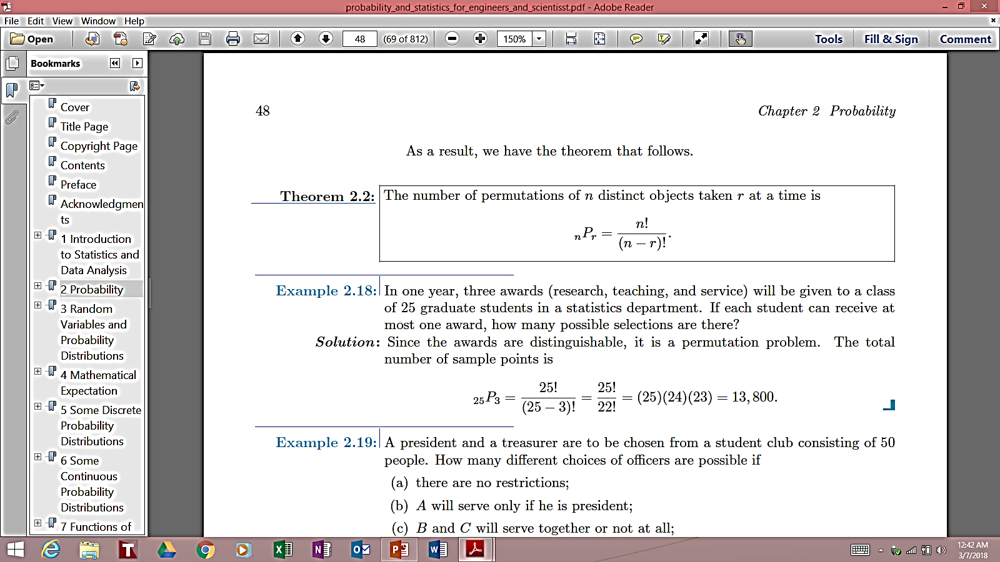 probability_and_statistics_for_engineers_and_scientisst.pdf - Adobe Reader
File Edit View Window Help
Open 48 (69 of 812) 150% Tools Fill & Sign Comment
Bookmarks
Cover
Title Page
Copyright Page
Contents
Preface
Acknowledgmen
ts
1 Introduction
to Statistics and
Data Analysis
2 Probability
3 Random
Variables and
Probability
Distributions
4 Mathematical
Expectation
5 Some Discrete
Probability
Distributions
6 Some
Continuous
Probability
Distributions
7 Functions of
48 Chapter 2 Probability
As a result, we have the theorem that follows.
Theorem 2.2: The number of permutations of n distinct objects taken r at a time is
nPr = n! / (n − r)!.
Example 2.18: In one year, three awards (research, teaching, and service) will be given to a class
of 25 graduate students in a statistics department. If each student can receive at
most one award, how many possible selections are there?
Solution: Since the awards are distinguishable, it is a permutation problem. The total
number of sample points is
25P3 = 25! / (25 − 3)! = 25! / 22! = (25)(24)(23) = 13, 800.
Example 2.19: A president and a treasurer are to be chosen from a student club consisting of 50
people. How many different choices of officers are possible if
(a) there are no restrictions;
(b) A will serve only if he is president;
(c) B and C will serve together or not at all;
12:42 AM
3/7/2018